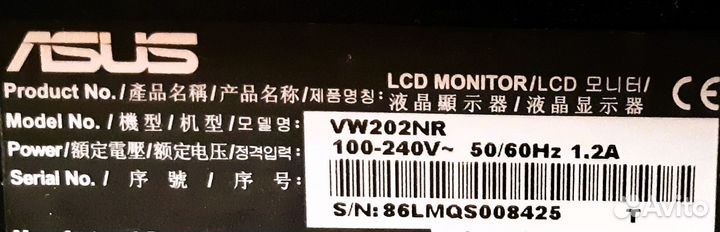 ASUS
Product No./產品名稱/产品名称/제품명칭: LCD MONITOR/LCD 모니터/
液晶顯示器/液晶显示器
CE
Model No./機型/机型/모델명: VW202NR
Power/額定電壓/额定电压/정격입력: 100-240V~ 50/60Hz 1.2A
Serial No./序號/序号:
S/N: 86LMQS008425 T
Avito